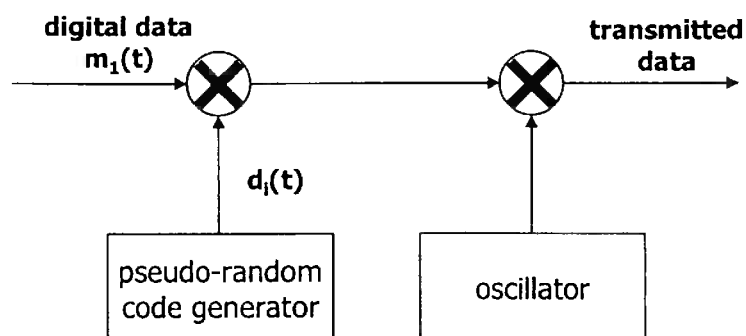 digital data
m₁(t)
transmitted
data
dᵢ(t)
pseudo-random
code generator
oscillator